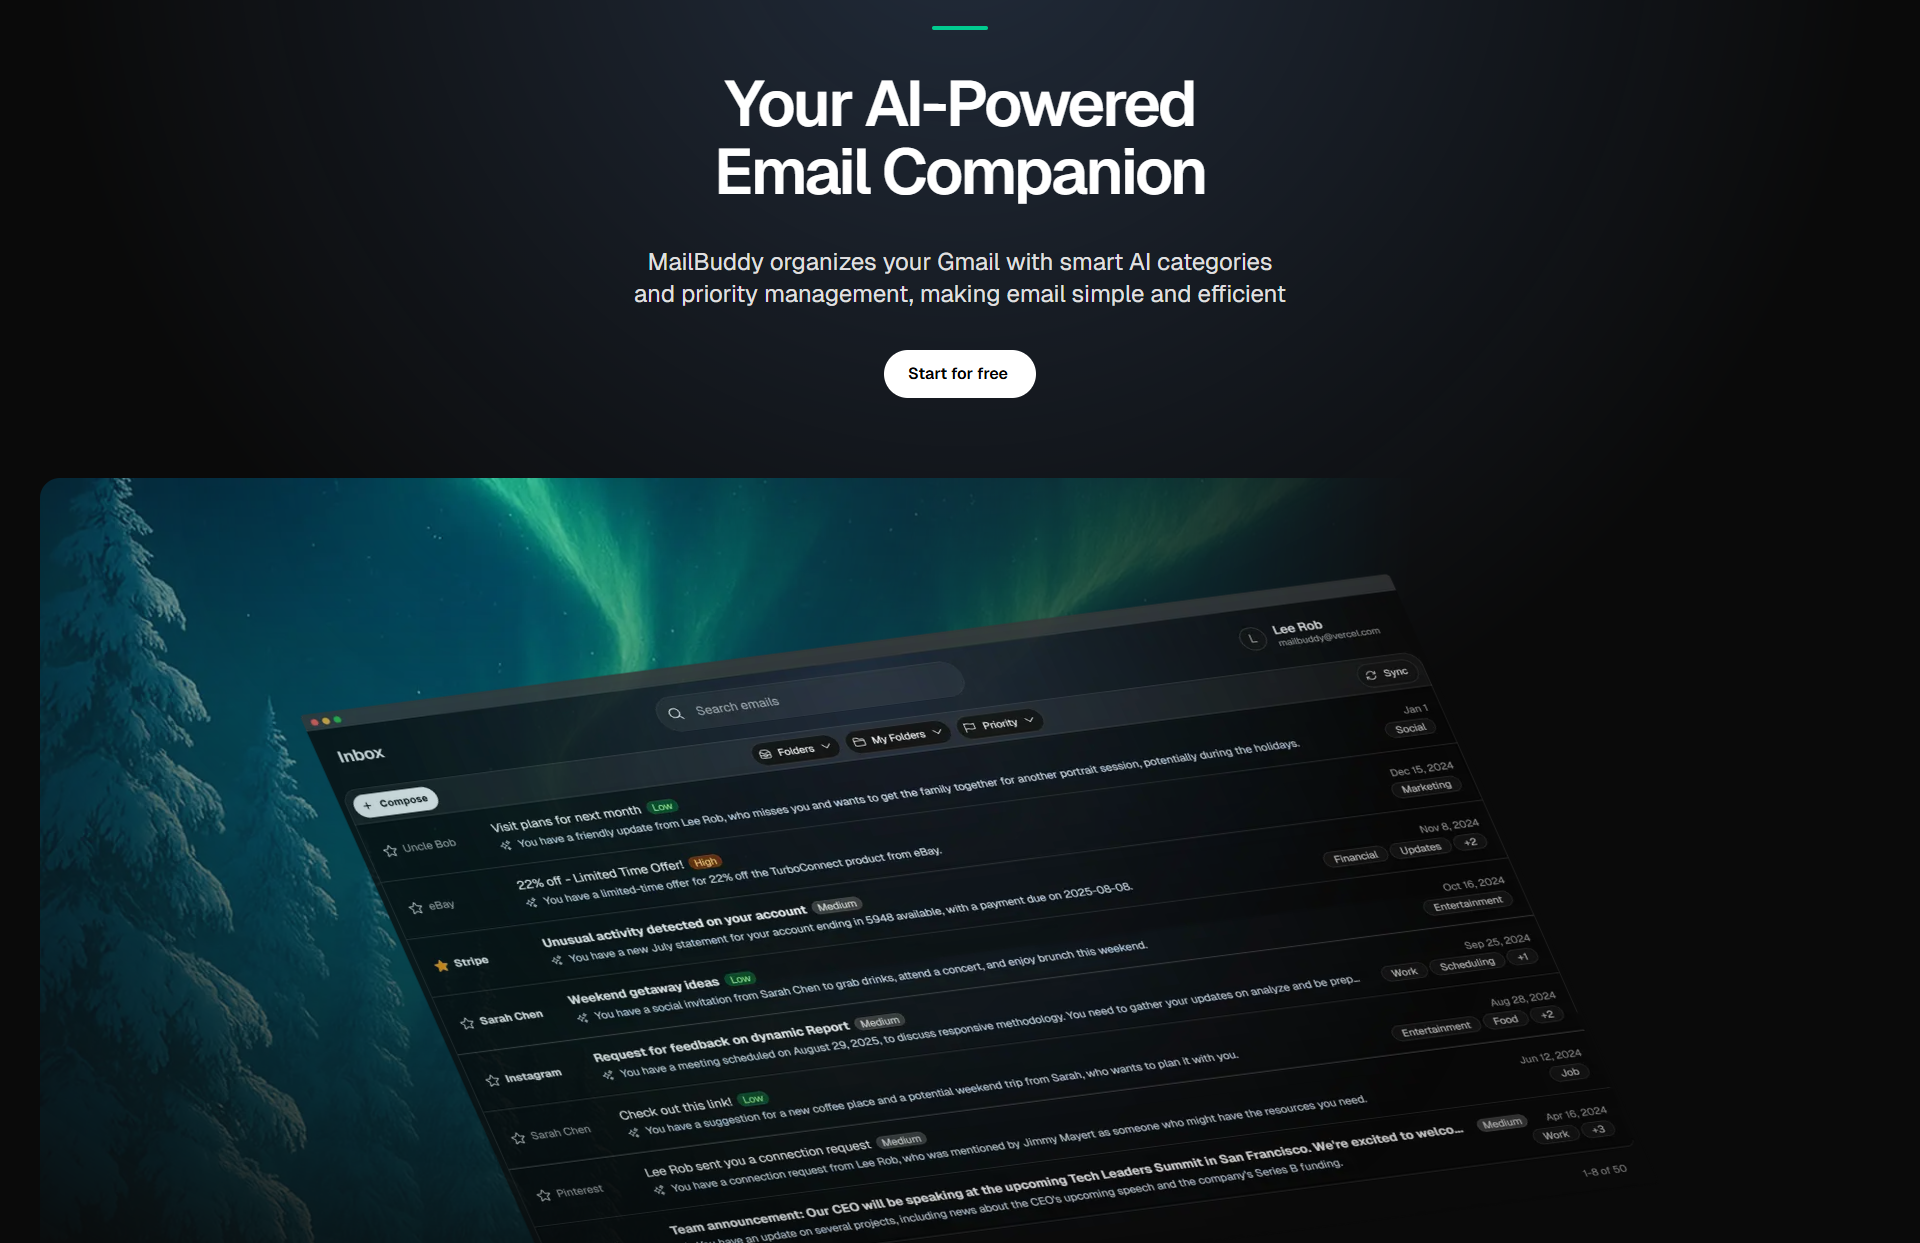 Your AI-Powered
Email Companion
MailBuddy organizes your Gmail with smart AI categories
and priority management, making email simple and efficient
Start for free
L
Lee Rob
mailbuddy@vercel.com
Search emails
Inbox
Sync
Folders
My Folders
Priority
+ Compose
Uncle Bob
Visit plans for next month Low
You have a friendly update from Lee Rob, who misses you and wants to get the family together for another portrait session, potentially during the holidays.
Jan 1
Social
eBay
22% off - Limited Time Offer! High
You have a limited-time offer for 22% off the TurboConnect product from eBay.
Dec 15, 2024
Marketing
Stripe
Unusual activity detected on your account Medium
You have a new July statement for your account ending in 5948 available, with a payment due on 2025-08-08.
Nov 8, 2024
Financial Updates +2
Sarah Chen
Weekend getaway ideas Low
You have a social invitation from Sarah Chen to grab drinks, attend a concert, and enjoy brunch this weekend.
Oct 16, 2024
Entertainment
Instagram
Request for feedback on dynamic Report Medium
You have a meeting scheduled on August 29, 2025, to discuss responsive methodology. You need to gather your updates on analyze and be prep...
Sep 25, 2024
Work Scheduling +1
Sarah Chen
Check out this link! Low
You have a suggestion for a new coffee place and a potential weekend trip from Sarah, who wants to plan it with you.
Aug 28, 2024
Entertainment Food +2
Pinterest
Lee Rob sent you a connection request Medium
You have a connection request from Lee Rob, who was mentioned by Jimmy Mayert as someone who might have the resources you need.
Jun 12, 2024
Job
Team announcement: Our CEO will be speaking at the upcoming Tech Leaders Summit in San Francisco. We're excited to welco... Medium
You have an update on several projects, including news about the CEO's upcoming speech and the company's Series B funding.
Apr 16, 2024
Work +3
1-8 of 50